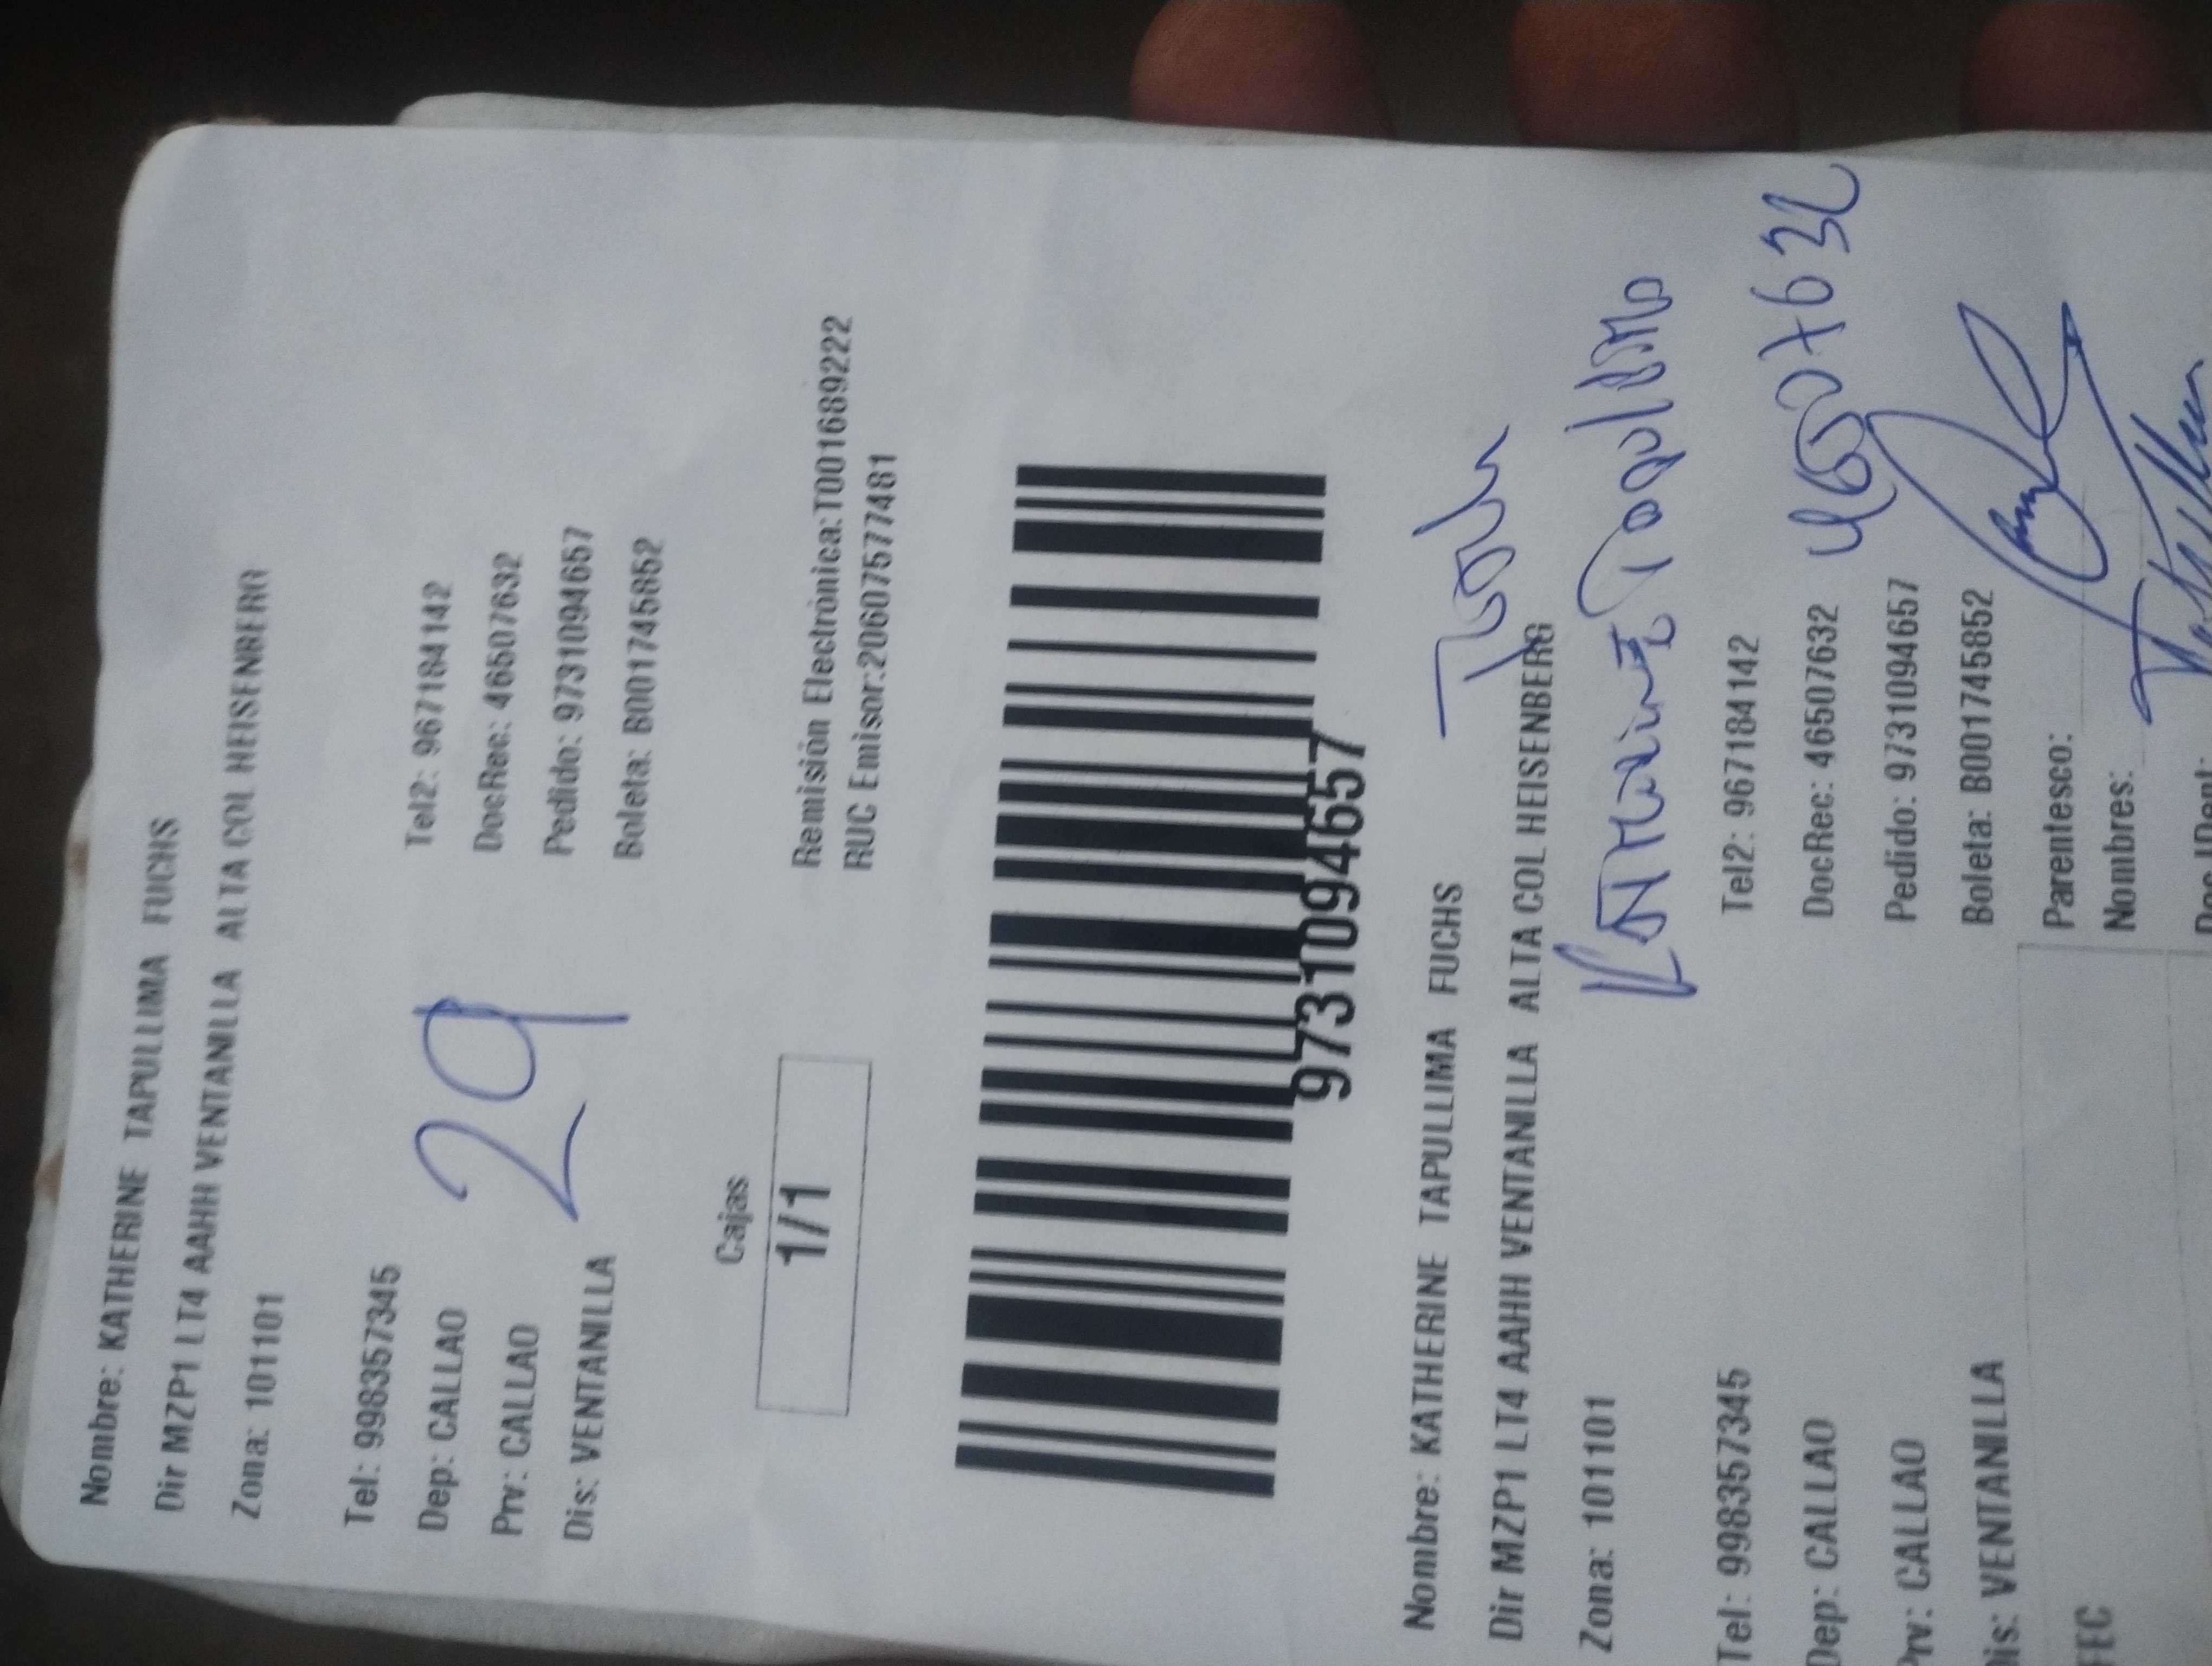 Nombre: KATHERINE TAPULLIMA FUCHS
Dir MZP1 LT4 AAHH VENTANILLA ALTA COL HEISENBERG
Zona: 101101
Tel: 998357345 Tel2: 967184142
Dep: CALLAO DocRec: 46507632
29
Prv: CALLAO Pedido: 9731094657
Dis: VENTANILLA Boleta: B001745852
Cajas
1/1
Remisión Electrónica:T001689222
RUC Emisor:20607577481
9731094657
Nombre: KATHERINE TAPULLIMA FUCHS
Dir MZP1 LT4 AAHH VENTANILLA ALTA COL HEISENBERG
Zona: 101101
Tel: 998357345 Tel2: 967184142
Dep: CALLAO DocRec: 46507632
46507632
Prv: CALLAO Pedido: 9731094657
Dis: VENTANILLA Boleta: B001745852
Parentesco:
Nombres: